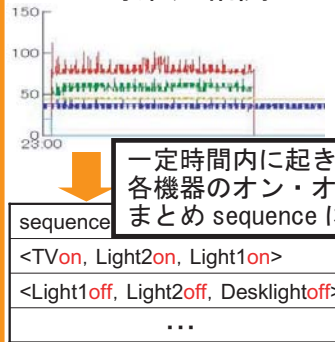 150
100
50
0
23:00
一定時間内に起き
各機器のオン・オ
まとめ sequence に
sequence
<TVon, Light2on, Light1on>
<Light1off, Light2off, Desklightoff>
...